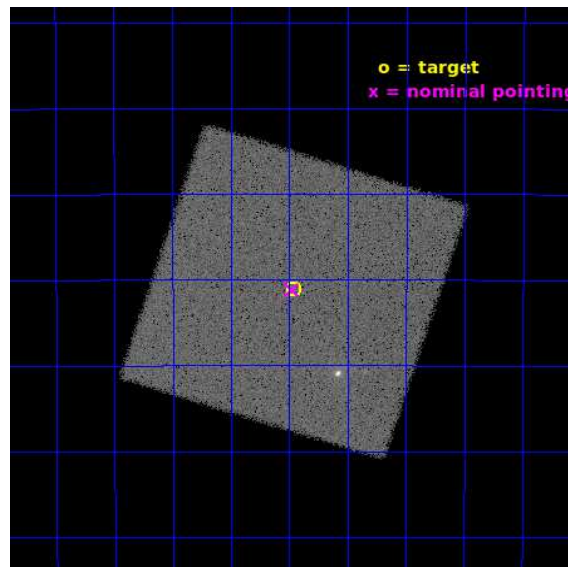 o = target
x = nominal pointing